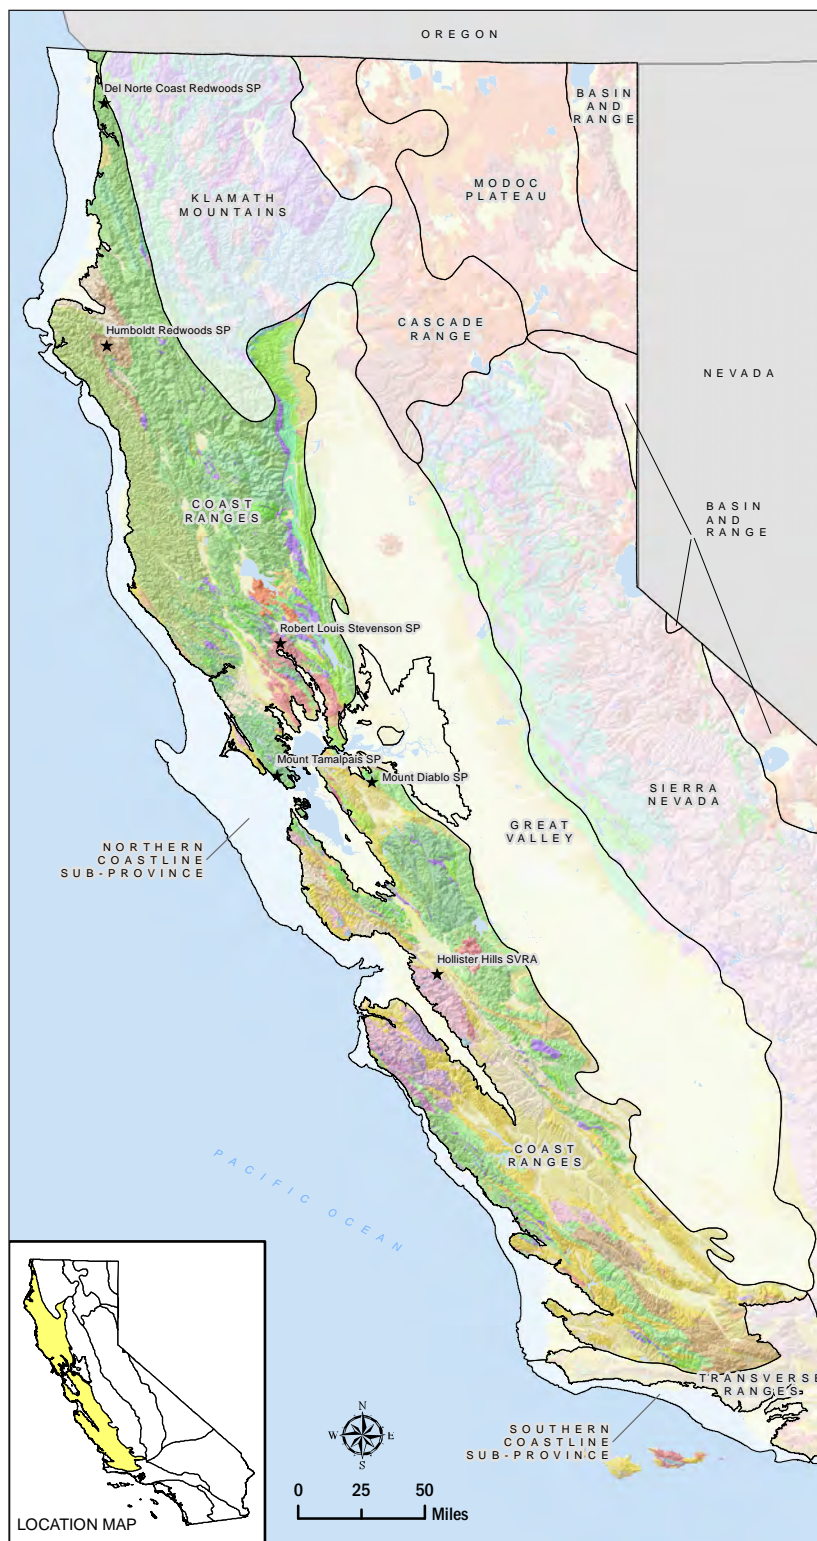 OREGON
Del Norte Coast Redwoods SP
BASIN
AND
RANGE
KLAMATH
MOUNTAINS
MODOC
PLATEAU
CASCADE
RANGE
Humboldt Redwoods SP
NEVADA
COAST
RANGES
BASIN
AND
RANGE
Robert Louis Stevenson SP
Mount Tamalpais SP
Mount Diablo SP
SIERRA
NEVADA
GREAT
VALLEY
NORTHERN
COASTLINE
SUB-PROVINCE
Hollister Hills SVRA
COAST
RANGES
PACIFIC OCEAN
TRANSVERSE
RANGES
SOUTHERN
COASTLINE
SUB-PROVINCE
N
W E
S
0 25 50
Miles
LOCATION MAP